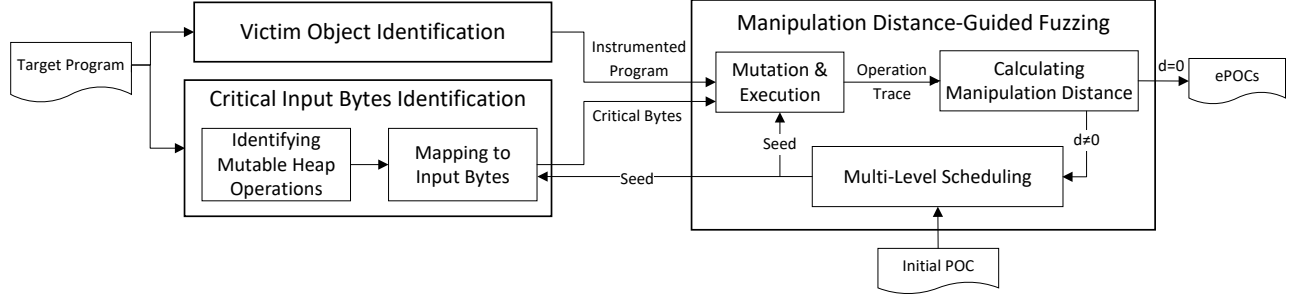 Target Program
Victim Object Identification
Critical Input Bytes Identification
Identifying
Mutable Heap
Operations
Mapping to
Input Bytes
Instrumented
Program
Critical Bytes
Seed
Manipulation Distance-Guided Fuzzing
Mutation &
Execution
Operation
Trace
Calculating
Manipulation Distance
d=0
ePOCs
d≠0
Seed
Multi-Level Scheduling
Initial POC